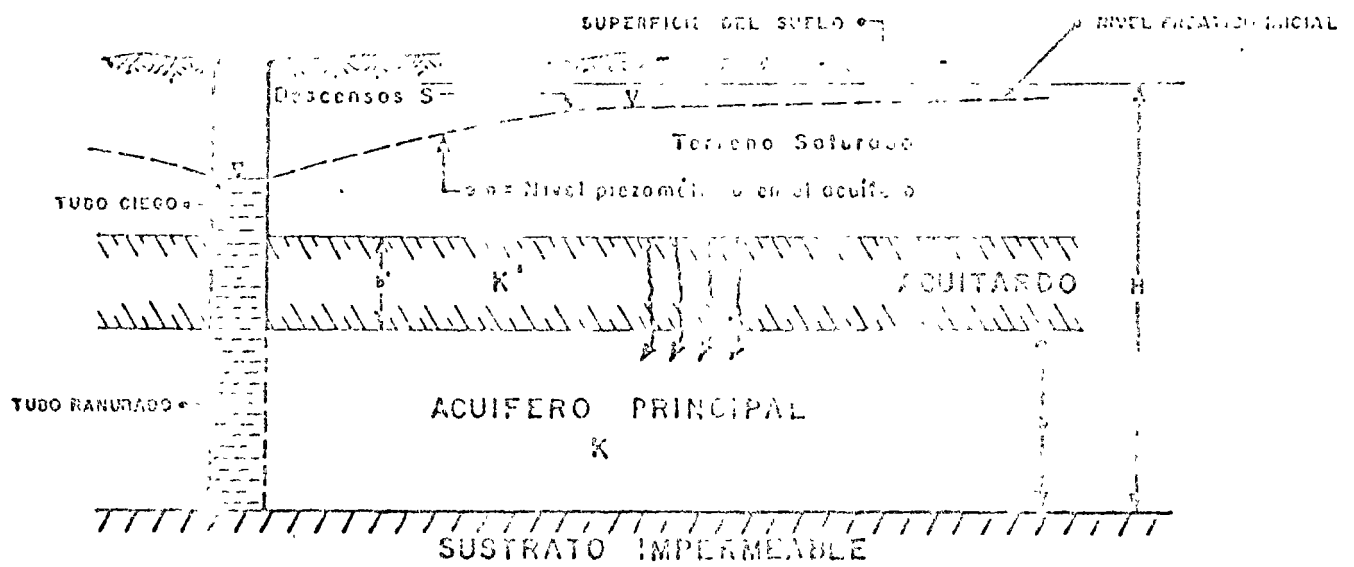 SUPERFICIE DEL SUELO
NIVEL FREATICO INICIAL
Descensos S
Terreno Saturado
= Nivel piezométrico en el acuífero
TUBO CIEGO
b'
K'
ACUITARDO
H
TUBO RANURADO
ACUIFERO PRINCIPAL
K
SUSTRATO IMPERMEABLE